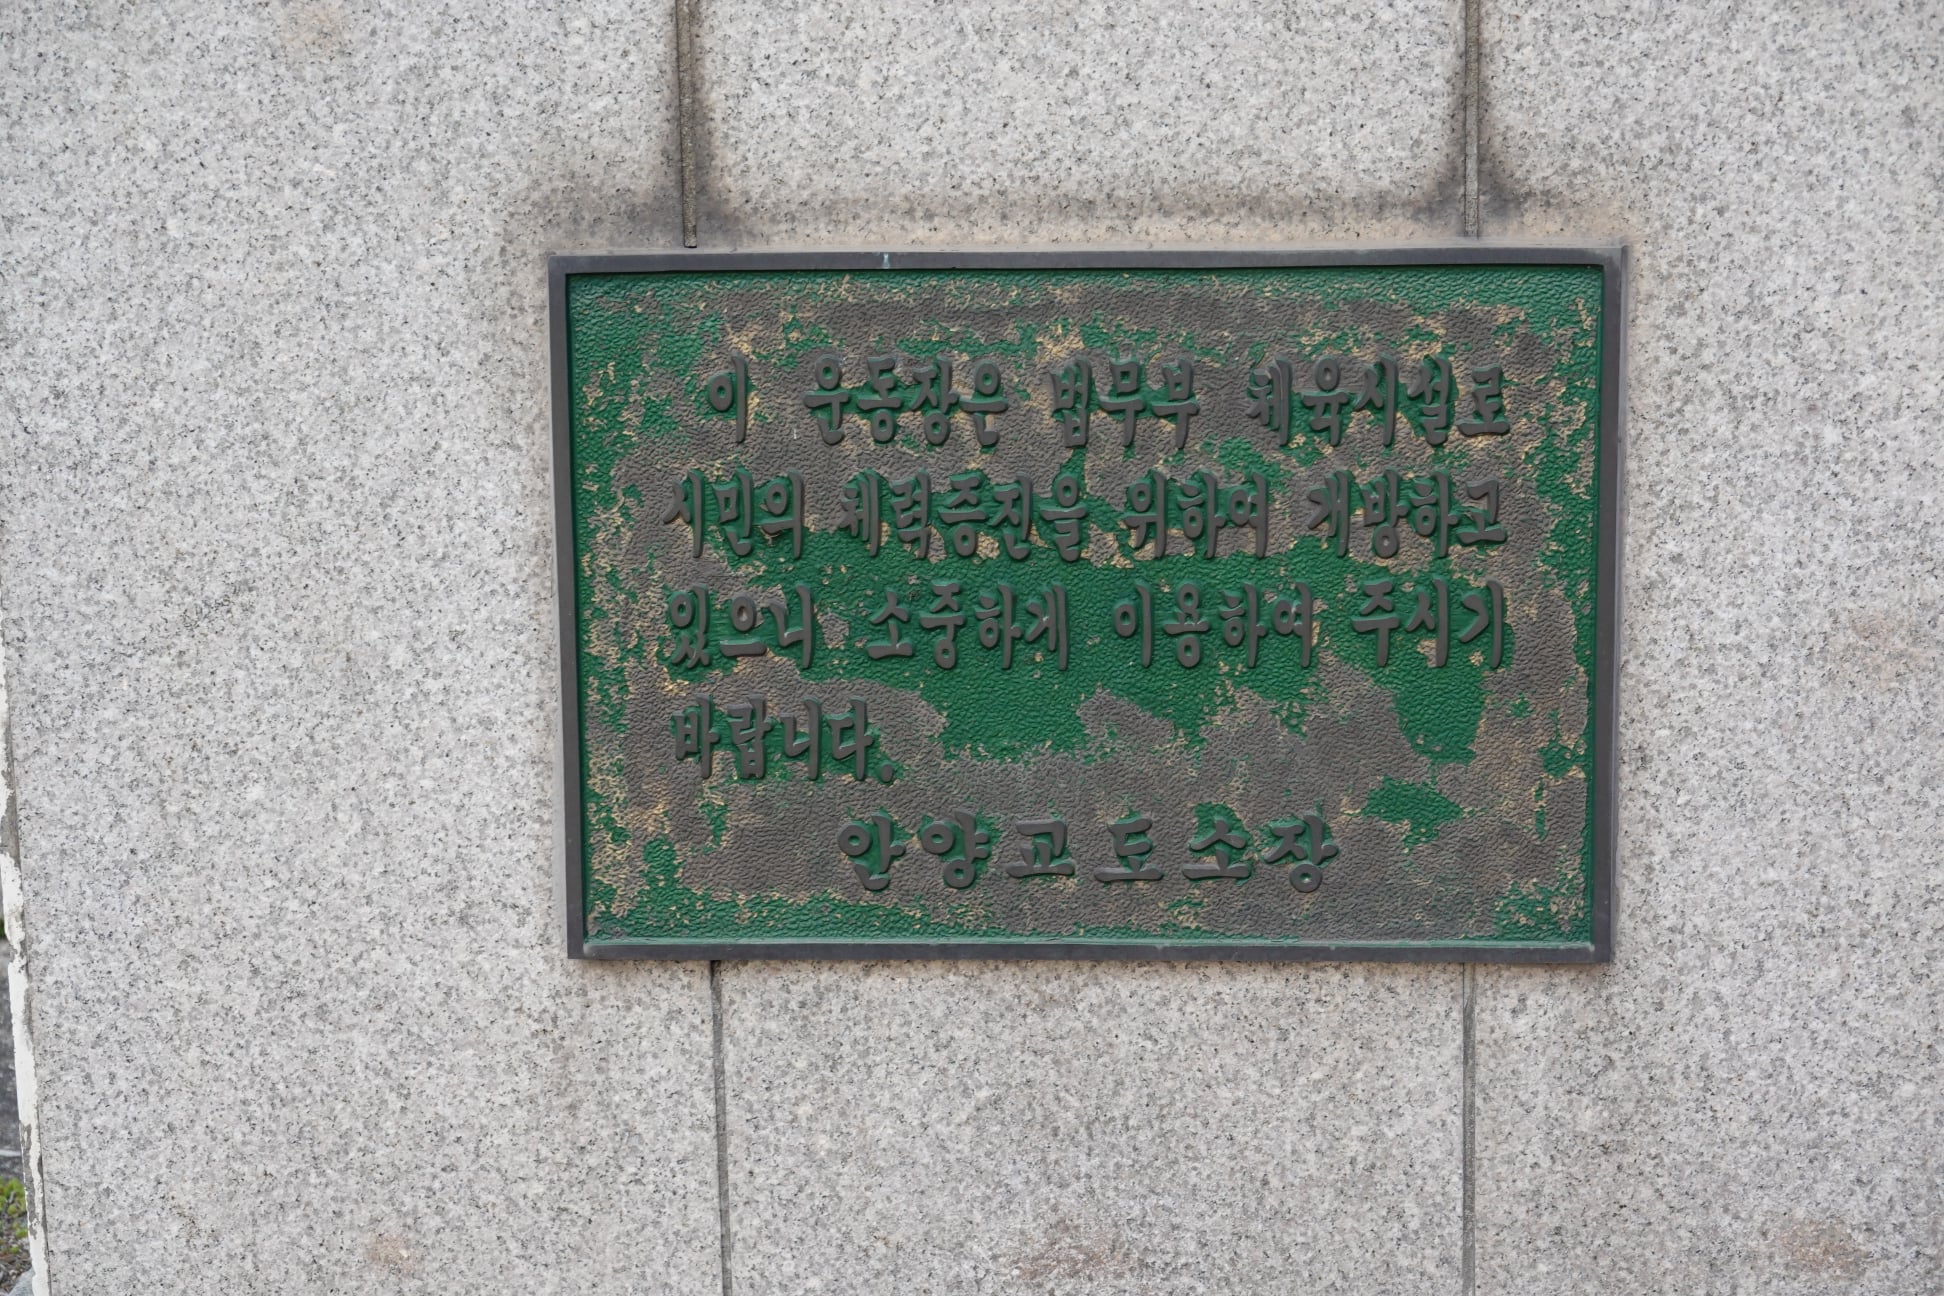 이 운동장은 법무부 체육시설로
시민의 체력증진을 위하여 개방하고
있으니 소중하게 이용하여 주시기
바랍니다.
안양교도소장